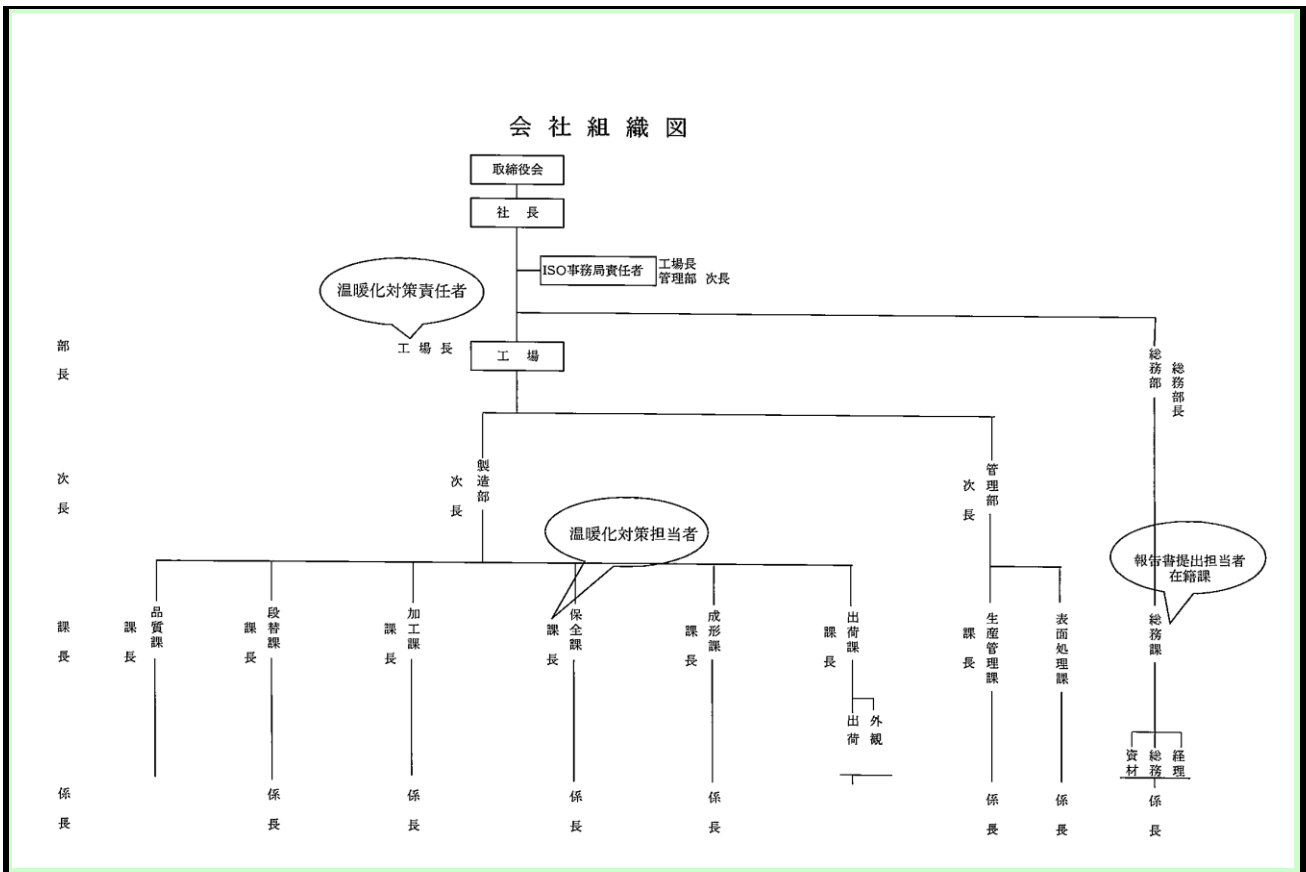 会社組織図
取締役会
社長
ISO事務局責任者
工場長
管理部 次長
温暖化対策責任者
部長
工場長
工場
総務部
総務部長
次長
次長
製造部
次長
管理部
温暖化対策担当者
報告書提出担当者
在籍課
課長
課長
品質課
課長
段替課
課長
加工課
課長
保全課
課長
成形課
課長
出荷課
課長
生産管理課
表面処理課
総務課
出荷
外観
資材
総務
経理
係長
係長
係長
係長
係長
係長
係長
係長